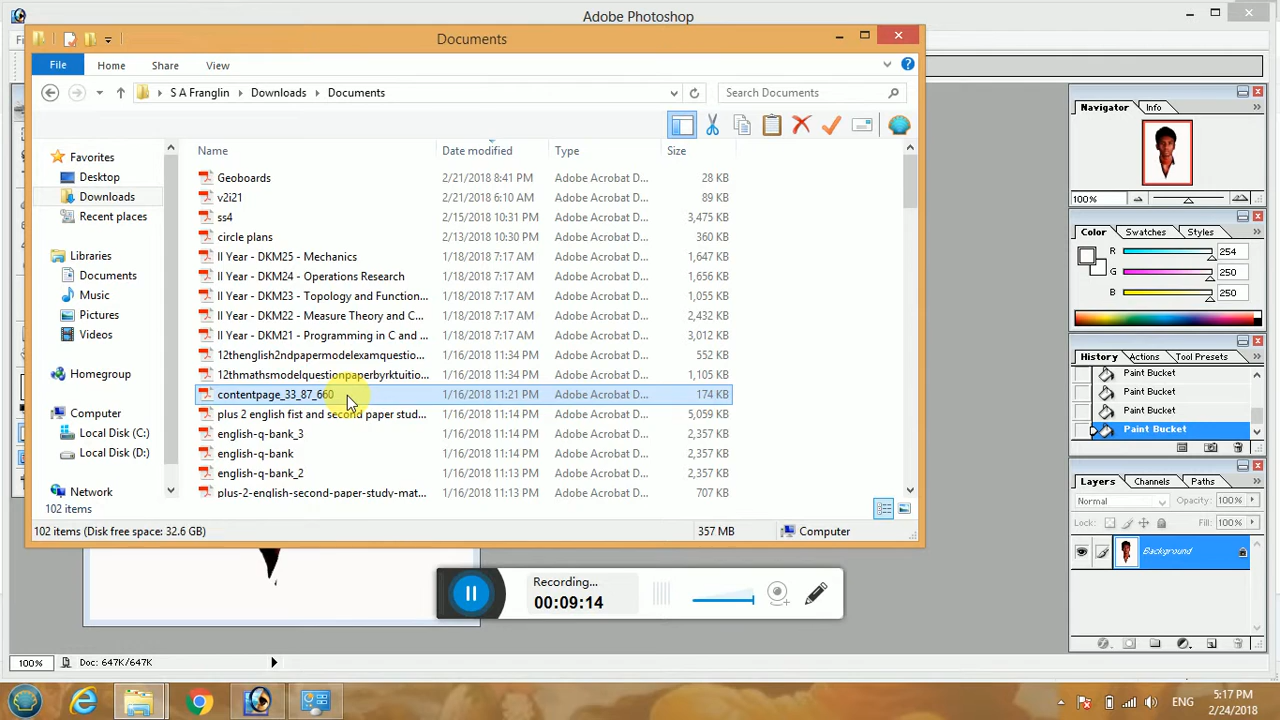 Adobe Photoshop
Documents
File
Home
Share
View
S A Franglin
Downloads
Documents
Search Documents
Name
Date modified
Type
Size
Favorites
Desktop
Downloads
Recent places
Libraries
Documents
Music
Pictures
Videos
Homegroup
Computer
Local Disk (C:)
Local Disk (D:)
Network
Geoboards 2/21/2018 8:41 PM Adobe Acrobat D... 28 KB
v2i21 2/21/2018 6:10 AM Adobe Acrobat D... 89 KB
ss4 2/15/2018 10:31 PM Adobe Acrobat D... 3,475 KB
circle plans 2/13/2018 10:30 PM Adobe Acrobat D... 360 KB
II Year - DKM25 - Mechanics 1/18/2018 7:17 AM Adobe Acrobat D... 1,647 KB
II Year - DKM24 - Operations Research 1/18/2018 7:17 AM Adobe Acrobat D... 1,656 KB
II Year - DKM23 - Topology and Function... 1/18/2018 7:17 AM Adobe Acrobat D... 1,055 KB
II Year - DKM22 - Measure Theory and C... 1/18/2018 7:17 AM Adobe Acrobat D... 2,432 KB
II Year - DKM21 - Programming in C and ... 1/18/2018 7:17 AM Adobe Acrobat D... 3,012 KB
12thenglish2ndpapermodelexamquestio... 1/16/2018 11:34 PM Adobe Acrobat D... 552 KB
12thmathsmodelquestionpaperbyrktuitio... 1/16/2018 11:34 PM Adobe Acrobat D... 1,105 KB
contentpage_33_87_660 1/16/2018 11:21 PM Adobe Acrobat D... 174 KB
plus 2 english fist and second paper stud... 1/16/2018 11:14 PM Adobe Acrobat D... 5,059 KB
english-q-bank_3 1/16/2018 11:14 PM Adobe Acrobat D... 2,357 KB
english-q-bank 1/16/2018 11:14 PM Adobe Acrobat D... 2,357 KB
english-q-bank_2 1/16/2018 11:13 PM Adobe Acrobat D... 2,357 KB
plus-2-english-second-paper-study-mat... 1/16/2018 11:13 PM Adobe Acrobat D... 707 KB
102 items
102 items (Disk free space: 32.6 GB)
357 MB
Computer
Recording...
00:09:14
Navigator
Info
100%
Color
Swatches
Styles
R 254
G 250
B 250
History
Actions
Tool Presets
Paint Bucket
Paint Bucket
Paint Bucket
Paint Bucket
Layers
Channels
Paths
Normal
Opacity: 100%
Lock:
Fill: 100%
Background
100%
Doc: 647K/647K
ENG
5:17 PM
2/24/2018